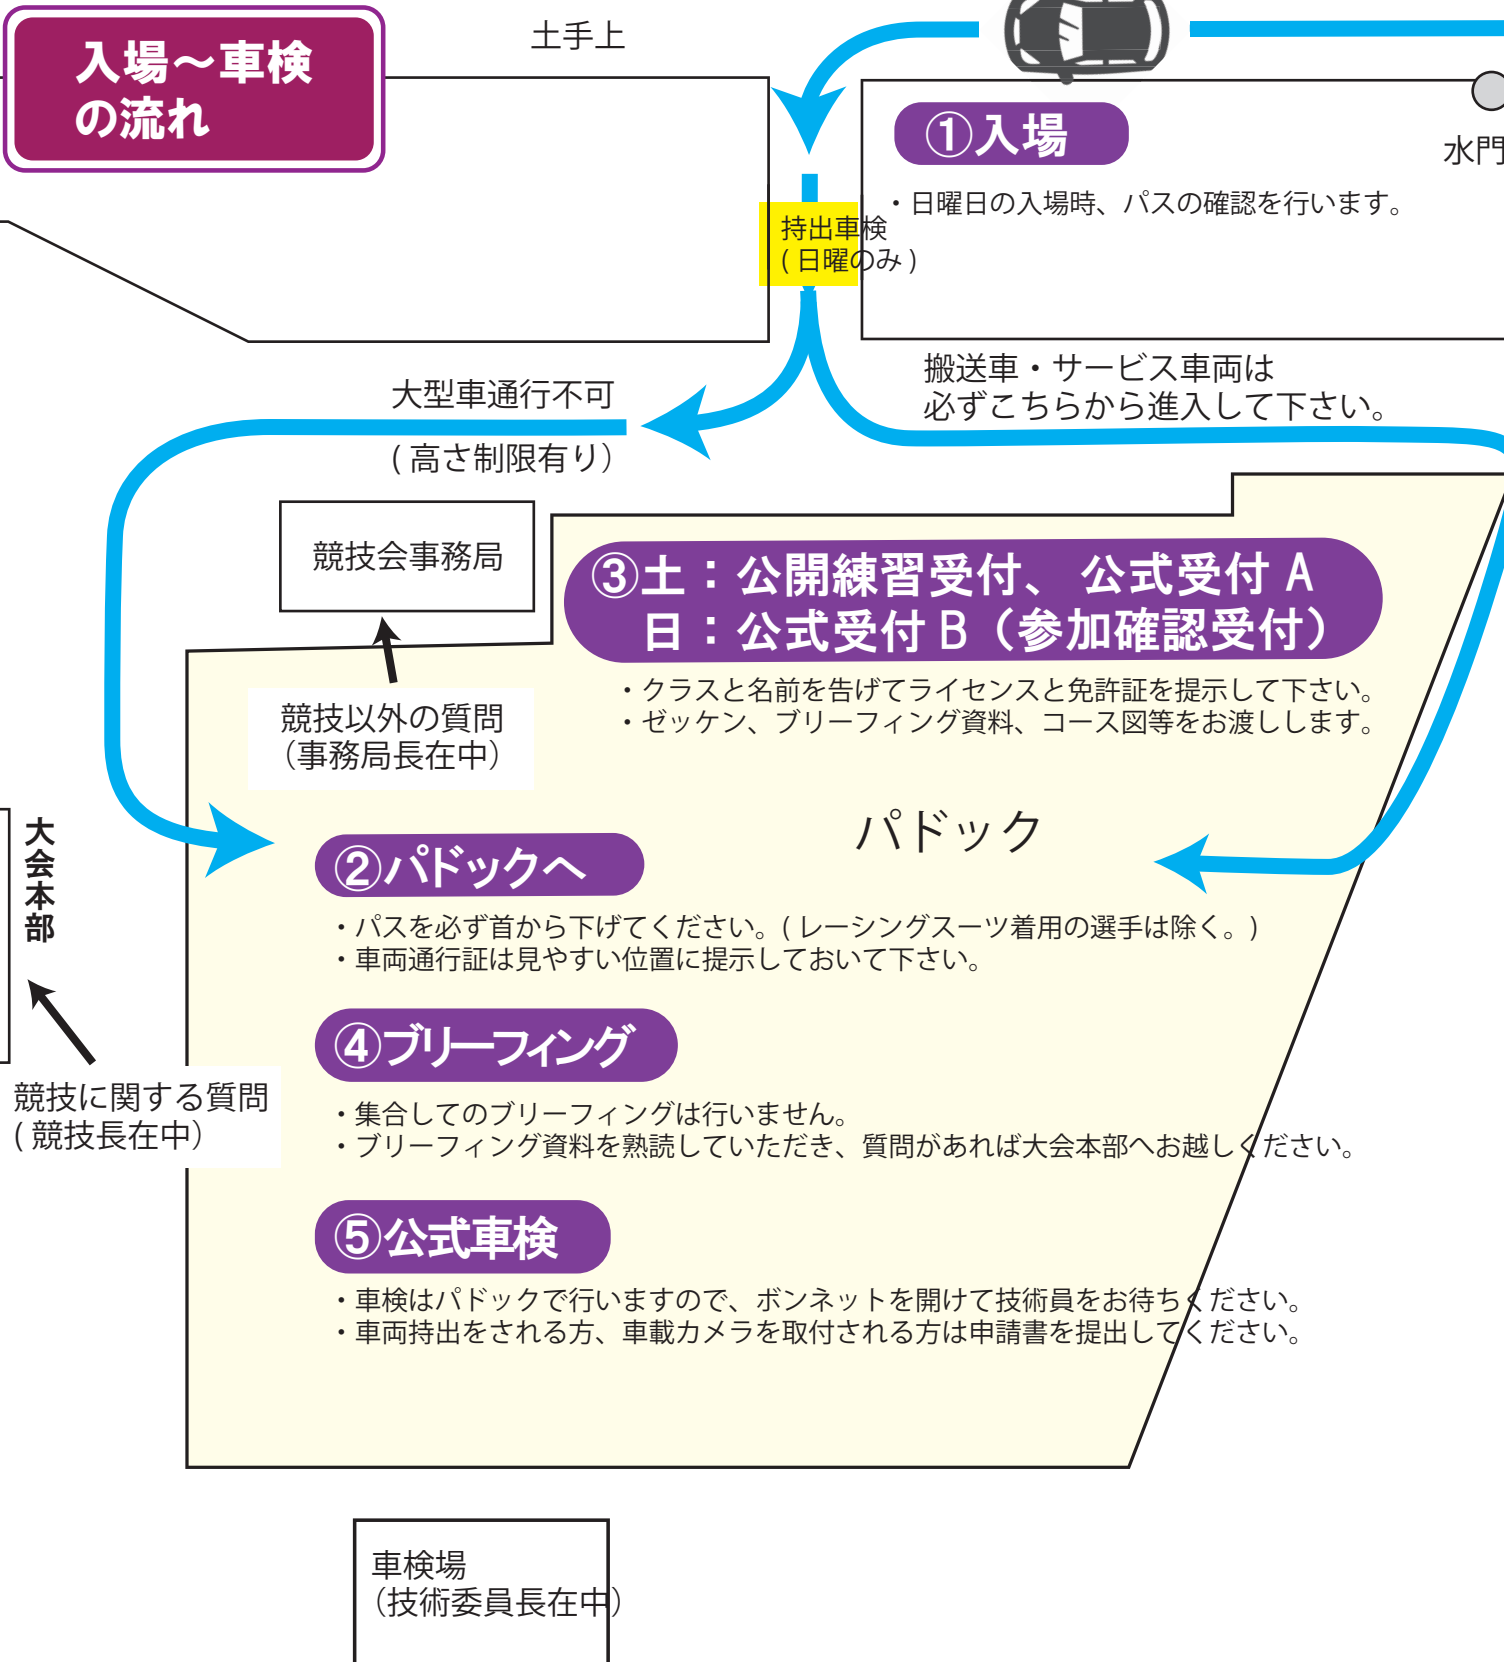 入場～車検
の流れ
土手上
①入場
水門
・日曜日の入場時、パスの確認を行います。
持出車検
( 日曜のみ )
搬送車・サービス車両は
必ずこちらから進入して下さい。
大型車通行不可
( 高さ制限有り）
競技会事務局
③土：公開練習受付、公式受付 A
日：公式受付 B（参加確認受付）
・クラスと名前を告げてライセンスと免許証を提示して下さい。
・ゼッケン、ブリーフィング資料、コース図等をお渡しします。
競技以外の質問
（事務局長在中）
パドック
大会本部
②パドックへ
・パスを必ず首から下げてください。( レーシングスーツ着用の選手は除く。)
・車両通行証は見やすい位置に提示しておいて下さい。
④ブリーフィング
競技に関する質問
( 競技長在中）
・集合してのブリーフィングは行いません。
・ブリーフィング資料を熟読していただき、質問があれば大会本部へお越しください。
⑤公式車検
・車検はパドックで行いますので、ボンネットを開けて技術員をお待ちください。
・車両持出をされる方、車載カメラを取付される方は申請書を提出してください。
車検場
（技術委員長在中）